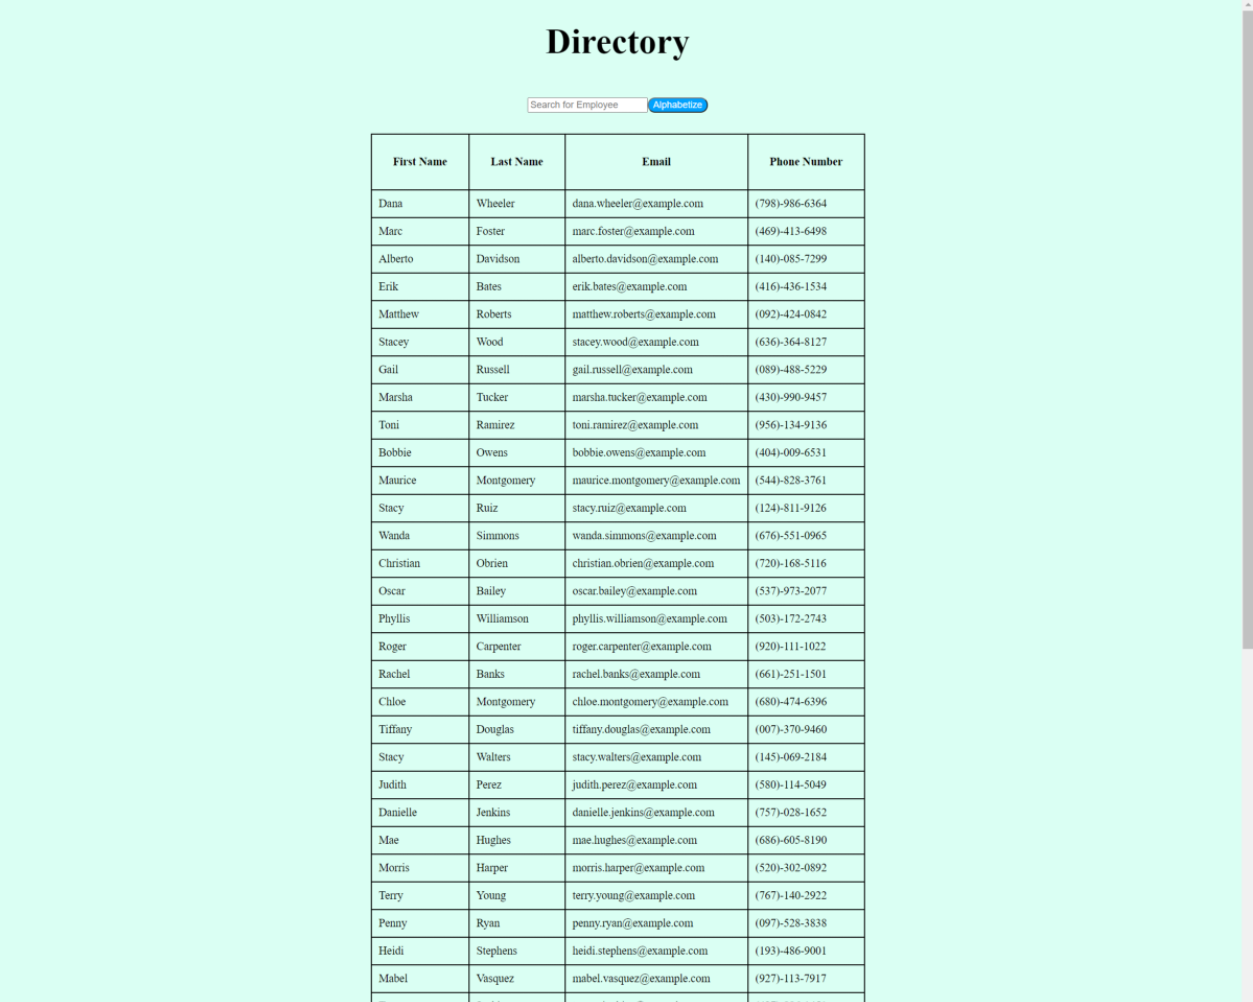 Directory
Search for Employee Alphabetize
First Name Last Name Email Phone Number
Dana Wheeler dana.wheeler@example.com (798)-986-6364
Marc Foster marc.foster@example.com (469)-413-6498
Alberto Davidson alberto.davidson@example.com (140)-085-7299
Erik Bates erik.bates@example.com (416)-436-1534
Matthew Roberts matthew.roberts@example.com (092)-424-0842
Stacey Wood stacey.wood@example.com (636)-364-8127
Gail Russell gail.russell@example.com (089)-488-5229
Marsha Tucker marsha.tucker@example.com (430)-990-9457
Toni Ramirez toni.ramirez@example.com (956)-134-9136
Bobbie Owens bobbie.owens@example.com (404)-009-6531
Maurice Montgomery maurice.montgomery@example.com (544)-828-3761
Stacy Ruiz stacy.ruiz@example.com (124)-811-9126
Wanda Simmons wanda.simmons@example.com (676)-551-0965
Christian Obrien christian.obrien@example.com (720)-168-5116
Oscar Bailey oscar.bailey@example.com (537)-973-2077
Phyllis Williamson phyllis.williamson@example.com (503)-172-2743
Roger Carpenter roger.carpenter@example.com (920)-111-1022
Rachel Banks rachel.banks@example.com (661)-251-1501
Chloe Montgomery chloe.montgomery@example.com (680)-474-6396
Tiffany Douglas tiffany.douglas@example.com (007)-370-9460
Stacy Walters stacy.walters@example.com (145)-069-2184
Judith Perez judith.perez@example.com (580)-114-5049
Danielle Jenkins danielle.jenkins@example.com (757)-028-1652
Mae Hughes mae.hughes@example.com (686)-605-8190
Morris Harper morris.harper@example.com (520)-302-0892
Terry Young terry.young@example.com (767)-140-2922
Penny Ryan penny.ryan@example.com (097)-528-3838
Heidi Stephens heidi.stephens@example.com (193)-486-9001
Mabel Vasquez mabel.vasquez@example.com (927)-113-7917